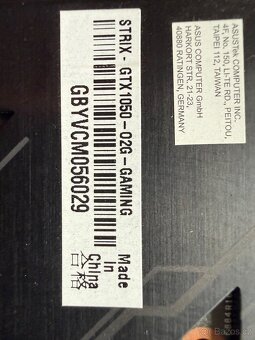 STRIX-GTX1050-O2G-GAMING
GBYVCM056029
Made
in
China
合格
ASUSTek COMPUTER INC.
4F, No. 150, LI-TE RD., PEITOU,
TAIPEI 112, TAIWAN
ASUS COMPUTER GmbH
HARKORT STR. 21-23,
40880 RATINGEN, GERMANY